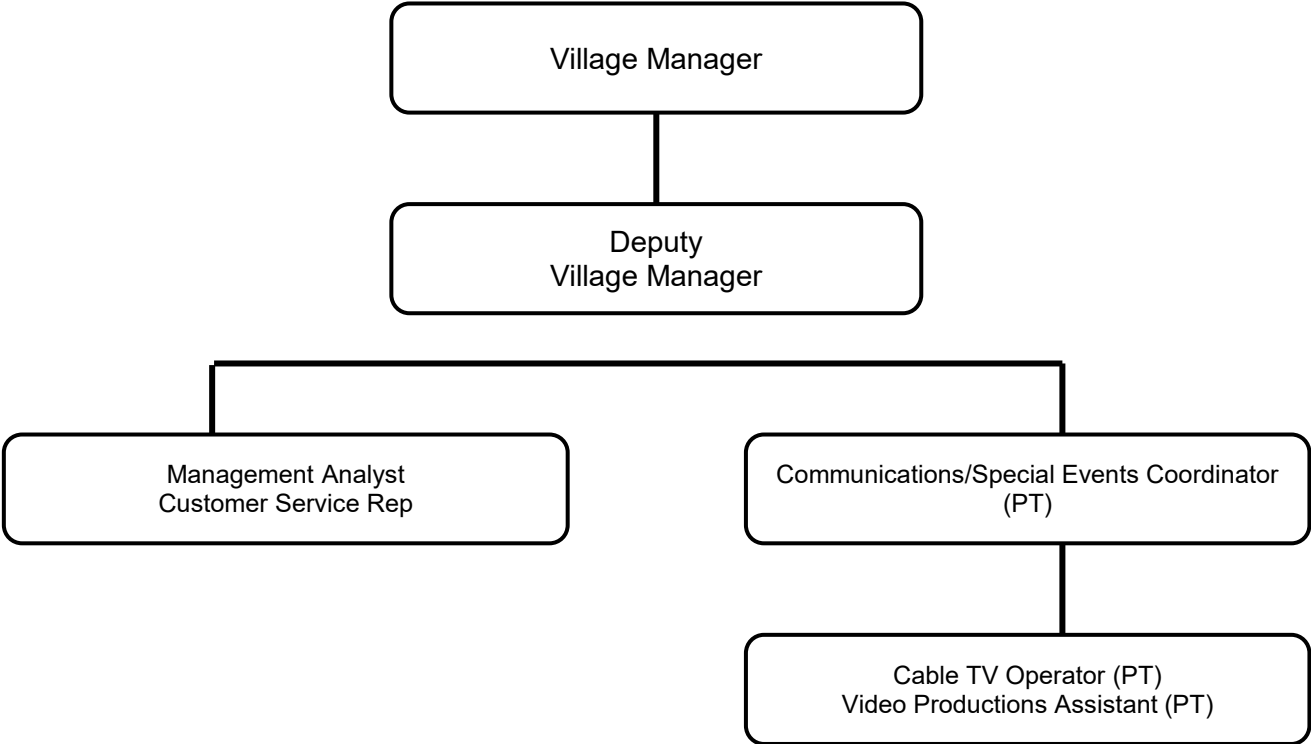 Village Manager
Deputy
Village Manager
Management Analyst
Customer Service Rep
Communications/Special Events Coordinator
(PT)
Cable TV Operator (PT)
Video Productions Assistant (PT)